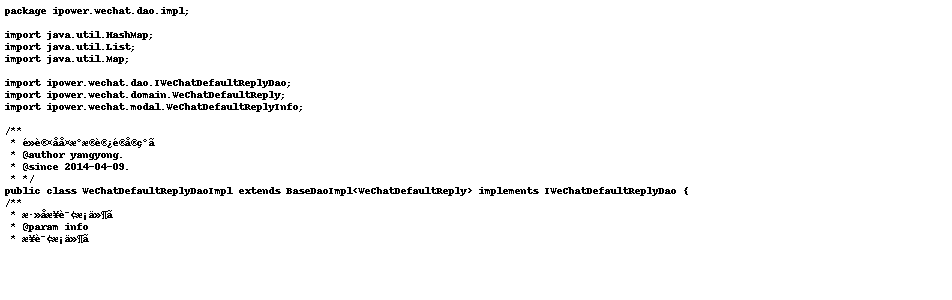 package ipower.wechat.dao.impl;
import java.util.HashMap;
import java.util.List;
import java.util.Map;
import ipower.wechat.dao.IWeChatDefaultReplyDao;
import ipower.wechat.domain.WeChatDefaultReply;
import ipower.wechat.modal.WeChatDefaultReplyInfo;
/**
* é»è®¤åå¤æ°æ®è®¿é®å®ç°ã
* @author yangyong.
* @since 2014-04-09.
* */
public class WeChatDefaultReplyDaoImpl extends BaseDaoImpl<WeChatDefaultReply> implements IWeChatDefaultReplyDao {
/**
* æ·»åæ¥è¯¢æ¡ä»¶ã
* @param info
* æ¥è¯¢æ¡ä»¶ã